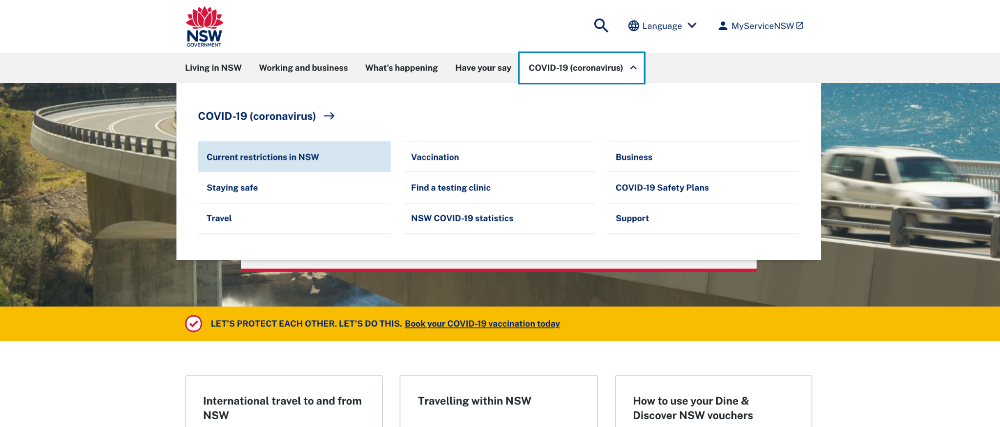 NSW
GOVERNMENT
Language
MyServiceNSW
Living in NSW
Working and business
What's happening
Have your say
COVID-19 (coronavirus)
COVID-19 (coronavirus)
Current restrictions in NSW
Vaccination
Business
Staying safe
Find a testing clinic
COVID-19 Safety Plans
Travel
NSW COVID-19 statistics
Support
LET’S PROTECT EACH OTHER. LET’S DO THIS. Book your COVID-19 vaccination today
International travel to and from
NSW
Travelling within NSW
How to use your Dine &
Discover NSW vouchers